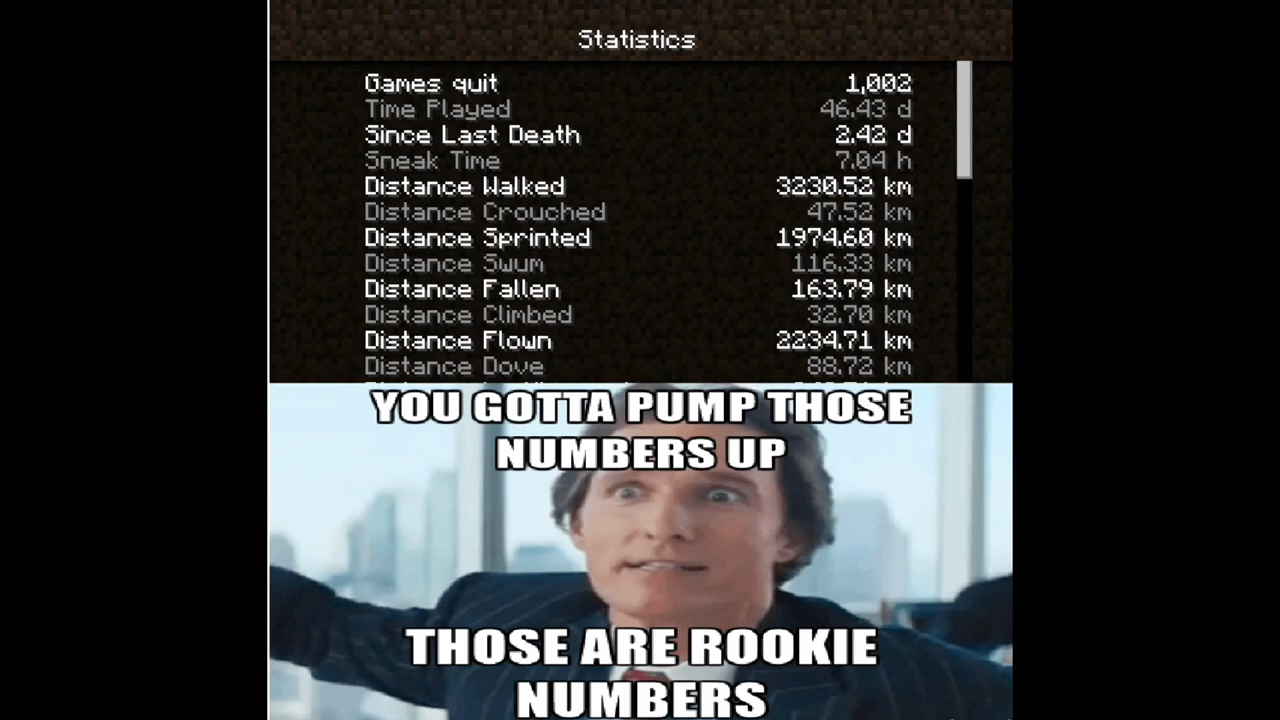 Statistics
Games quit 1,002
Time Played 46.43 d
Since Last Death 2.42 d
Sneak Time 7.04 h
Distance Walked 3230.52 km
Distance Crouched 47.52 km
Distance Sprinted 1974.60 km
Distance Swum 116.33 km
Distance Fallen 163.79 km
Distance Climbed 32.70 km
Distance Flown 2234.71 km
Distance Dove 88.72 km
YOU GOTTA PUMP THOSE
NUMBERS UP
THOSE ARE ROOKIE
NUMBERS